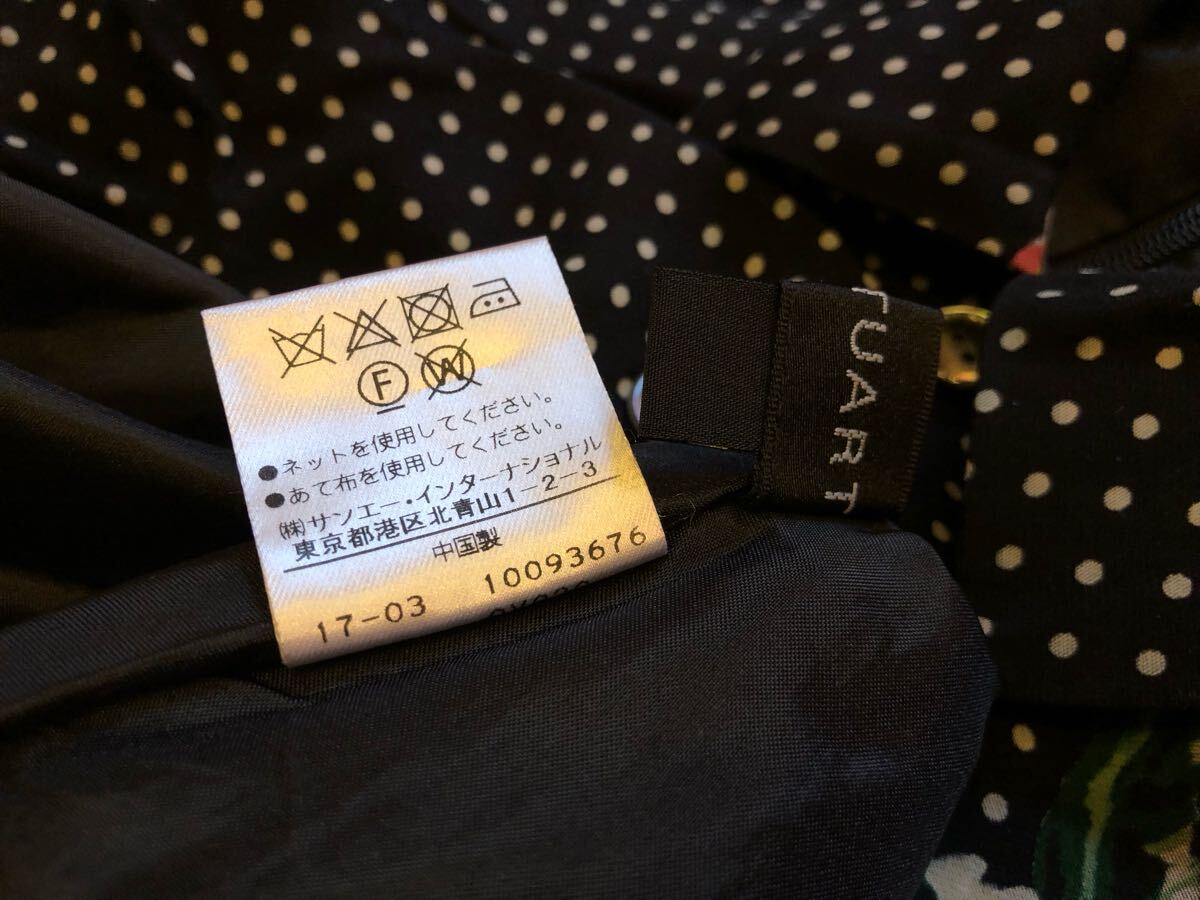 F W
●ネットを使用してください。
●あて布を使用してください。
㈱サンエー・インターナショナル
東京都港区北青山1-2-3
中国製
17-03 10093676
TUART